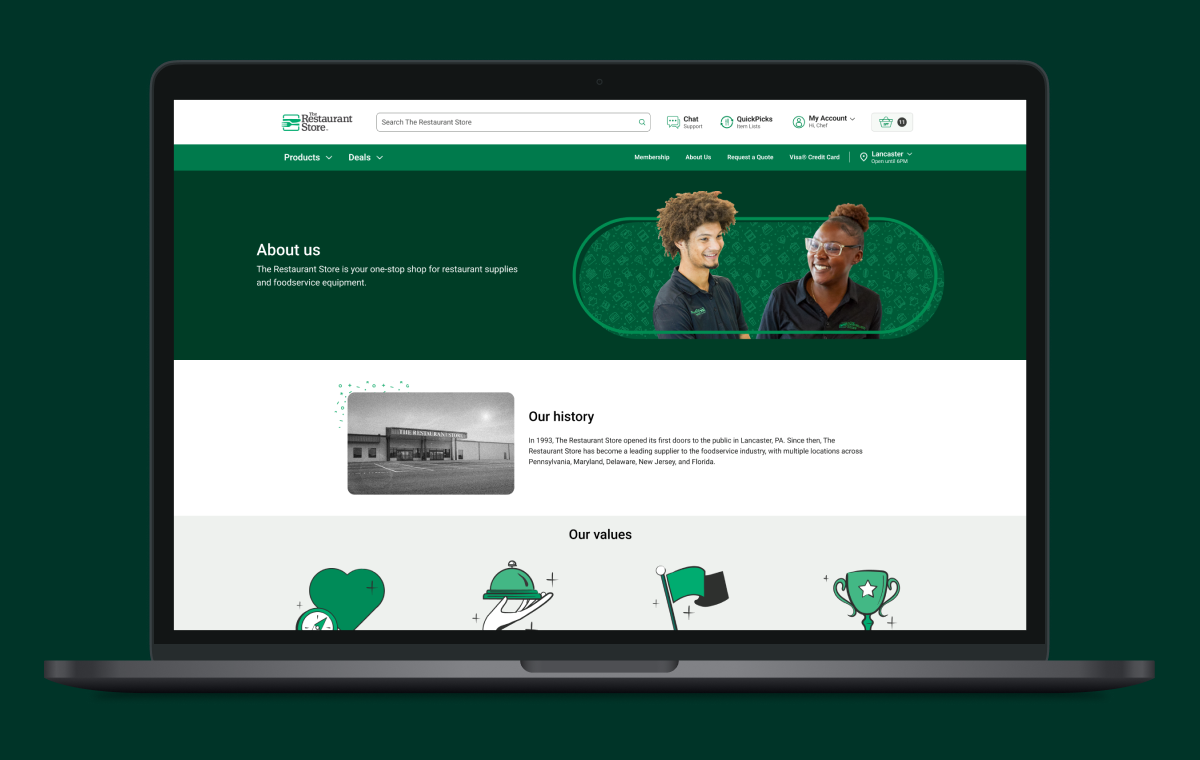 The
Restaurant
Store
Search The Restaurant Store
Chat
Support
QuickPicks
Item Lists
My Account
Hi, Chef
11
Products
Deals
Membership
About Us
Request a Quote
Visa® Credit Card
Lancaster
Open until 6PM
About us
The Restaurant Store is your one-stop shop for restaurant supplies
and foodservice equipment.
THE RESTAURANT STORE
Our history
In 1993, The Restaurant Store opened its first doors to the public in Lancaster, PA. Since then, The
Restaurant Store has become a leading supplier to the foodservice industry, with multiple locations across
Pennsylvania, Maryland, Delaware, New Jersey, and Florida.
Our values